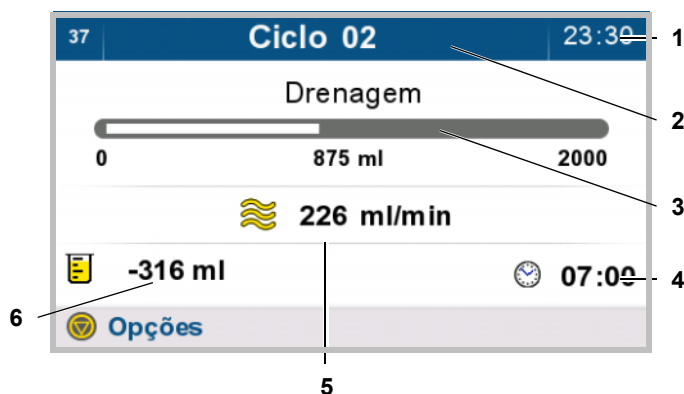 37 Ciclo 02 23:30 1
Drenagem
2
0 875 ml 2000
3
226 ml/min
-316 ml 07:00 4
6
Opções
5